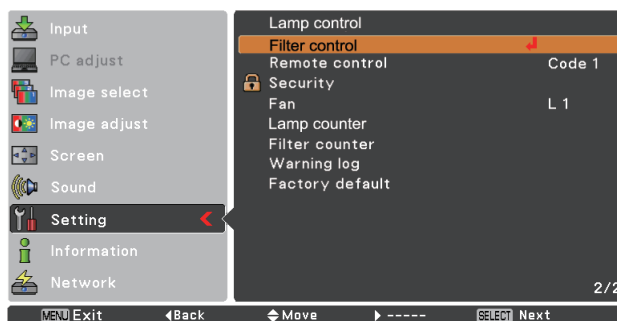 Input
PC adjust
Image select
Image adjust
Screen
Sound
Setting
Information
Network
Lamp control
Filter control
Remote control Code 1
Security
Fan L 1
Lamp counter
Filter counter
Warning log
Factory default
2/2
MENU Exit ◀Back Move ▶ ----- SELECT Next